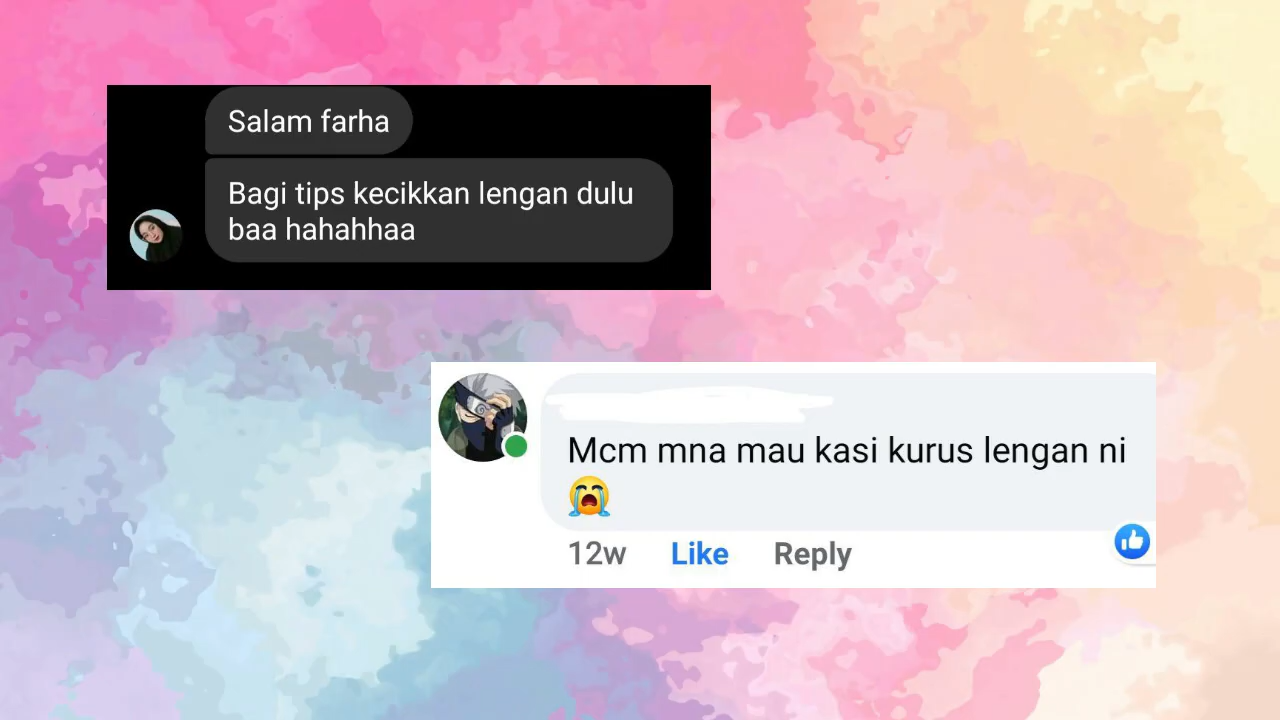 Salam farha
Bagi tips kecikkan lengan dulu
baa hahahhaa
Mcm mna mau kasi kurus lengan ni
😭
12w Like Reply